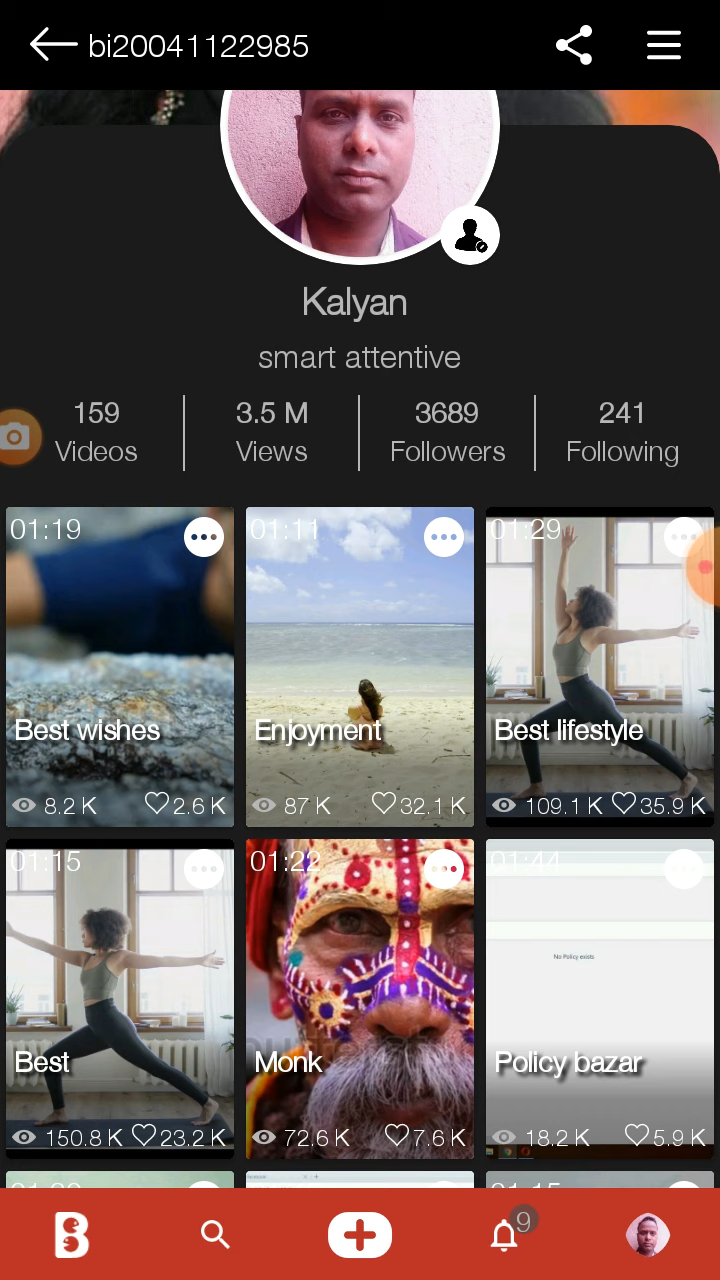 bi20041122985
Kalyan
smart attentive
159
3.5 M
3689
241
Videos
Views
Followers
Following
01:19
01:11
01:29
Best wishes
Enjoyment
Best lifestyle
8.2 K
2.6 K
87 K
32.1 K
109.1 K
35.9 K
01:15
01:22
01:44
No Policy exists
Best
Monk
Policy bazar
150.8 K
23.2 K
72.6 K
7.6 K
18.2 K
5.9 K
9